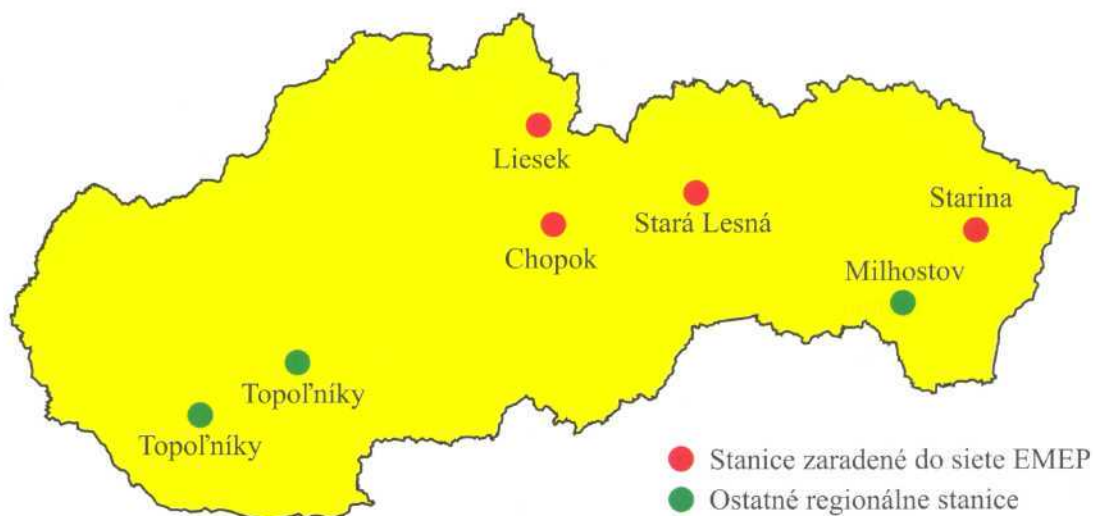 Liesek
Stará Lesná
Starina
Chopok
Milhostov
Topoľníky
Topoľníky
Stanice zaradené do siete EMEP
Ostatné regionálne stanice